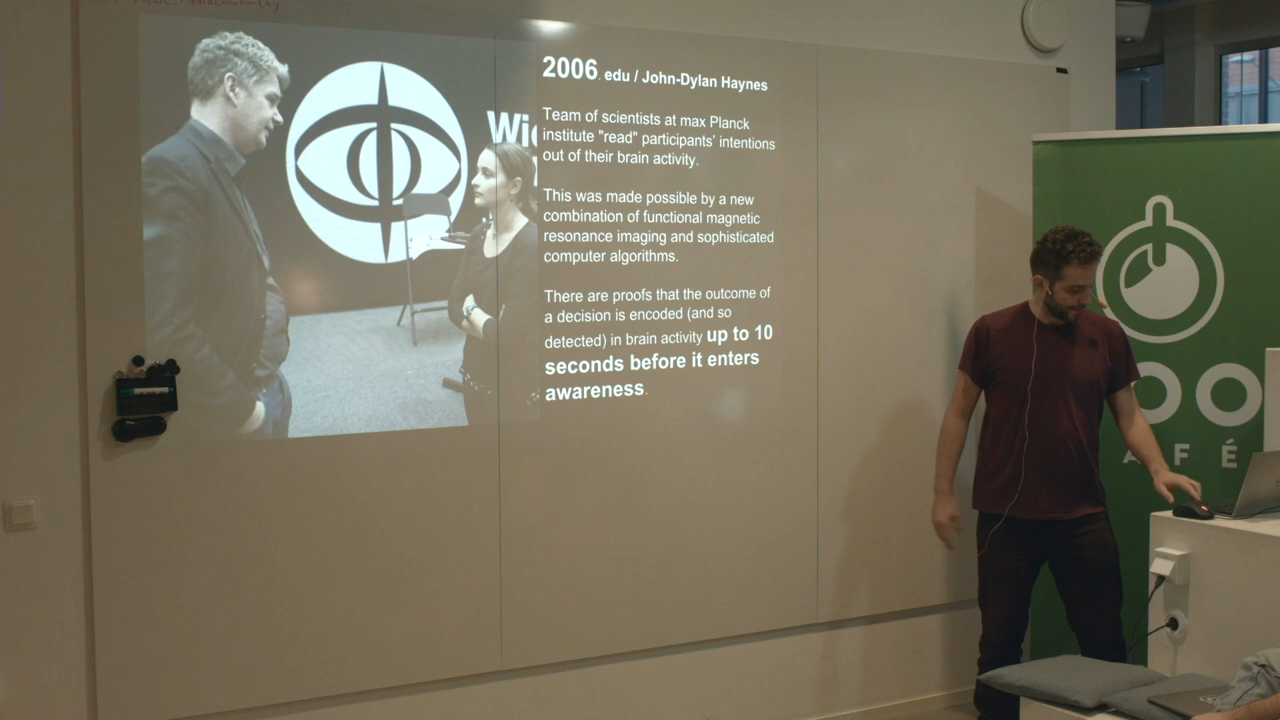 2006. edu / John-Dylan Haynes
Team of scientists at max Planck
institute "read" participants' intentions
out of their brain activity.
This was made possible by a new
combination of functional magnetic
resonance imaging and sophisticated
computer algorithms.
There are proofs that the outcome of
a decision is encoded (and so
detected) in brain activity up to 10
seconds before it enters
awareness.